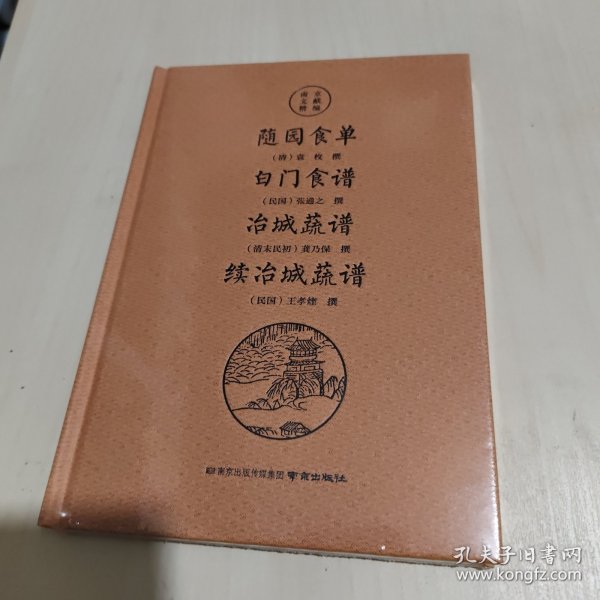 南京
文献
精编
随园食单
（清）袁枚 撰
白门食谱
（民国）张通之 撰
冶城蔬谱
（清末民初）龚乃保 撰
续冶城蔬谱
（民国）王孝煃 撰
南京出版传媒集团 南京出版社
孔夫子旧书网
www.kongfz.com